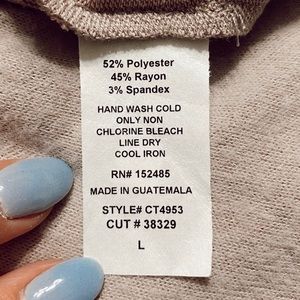 52% Polyester
45% Rayon
3% Spandex
HAND WASH COLD
ONLY NON
CHLORINE BLEACH
LINE DRY
COOL IRON
RN# 152485
MADE IN GUATEMALA
STYLE# CT4953
CUT # 38329
L